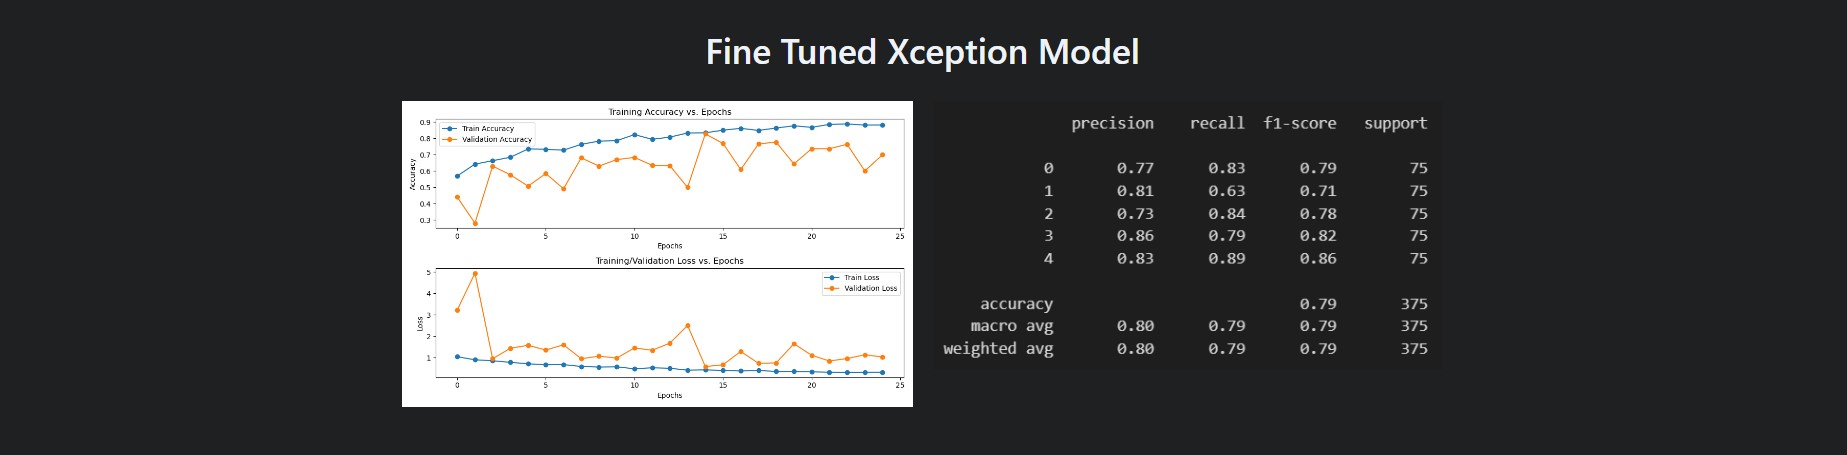 Fine Tuned Xception Model
Training Accuracy vs. Epochs
Train Accuracy
Validation Accuracy
Accuracy
0.9
0.8
0.7
0.6
0.5
0.4
0.3
0 5 10 15 20 25
Epochs
Training/Validation Loss vs. Epochs
Train Loss
Validation Loss
Loss
5
4
3
2
1
0 5 10 15 20 25
Epochs
precision recall f1-score support
0 0.77 0.83 0.79 75
1 0.81 0.63 0.71 75
2 0.73 0.84 0.78 75
3 0.86 0.79 0.82 75
4 0.83 0.89 0.86 75
accuracy 0.79 375
macro avg 0.80 0.79 0.79 375
weighted avg 0.80 0.79 0.79 375